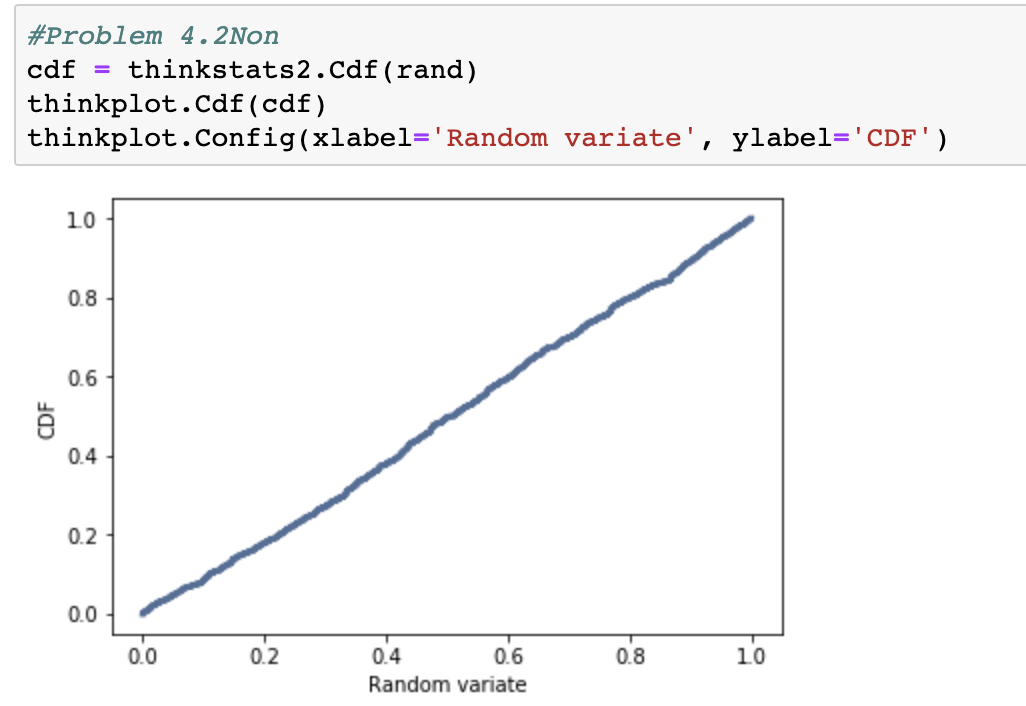 #Problem 4.2Non
cdf = thinkstats2.Cdf(rand)
thinkplot.Cdf(cdf)
thinkplot.Config(xlabel='Random variate', ylabel='CDF')
1.0
0.8
0.6
0.4
0.2
0.0
CDF
0.0 0.2 0.4 0.6 0.8 1.0
Random variate